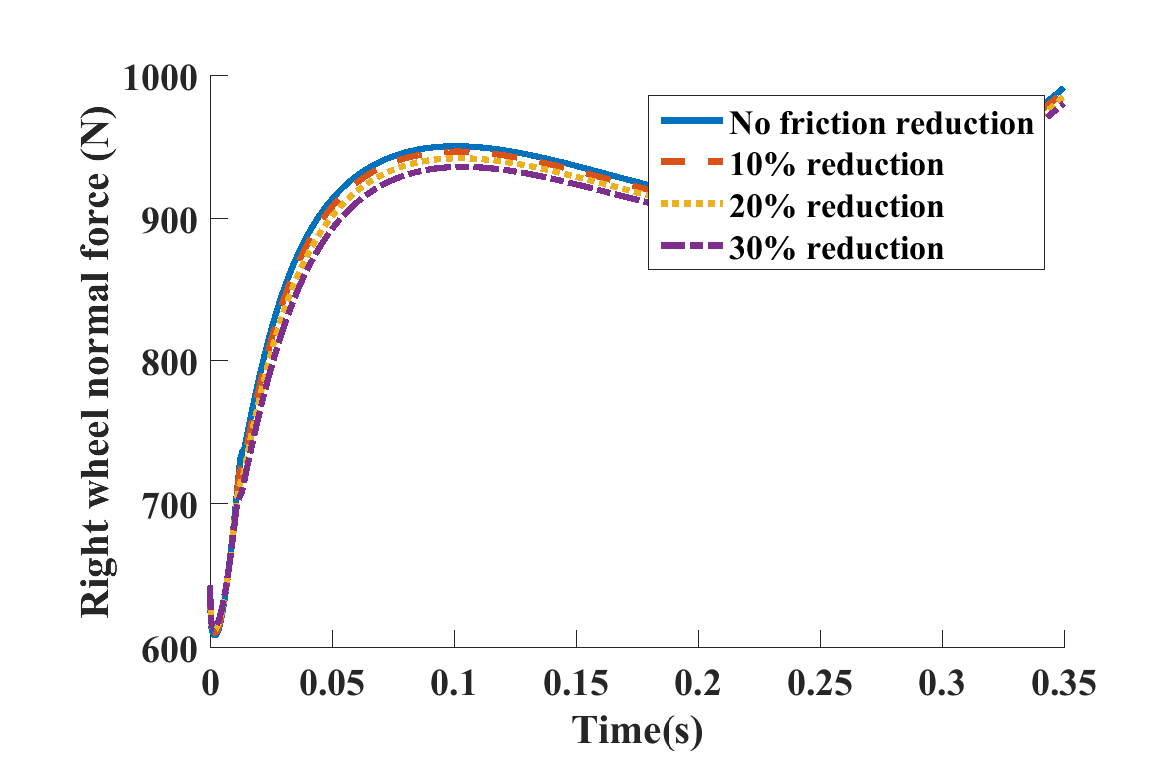 1000
900
800
700
600
Right wheel normal force (N)
No friction reduction
10% reduction
20% reduction
30% reduction
0 0.05 0.1 0.15 0.2 0.25 0.3 0.35
Time(s)